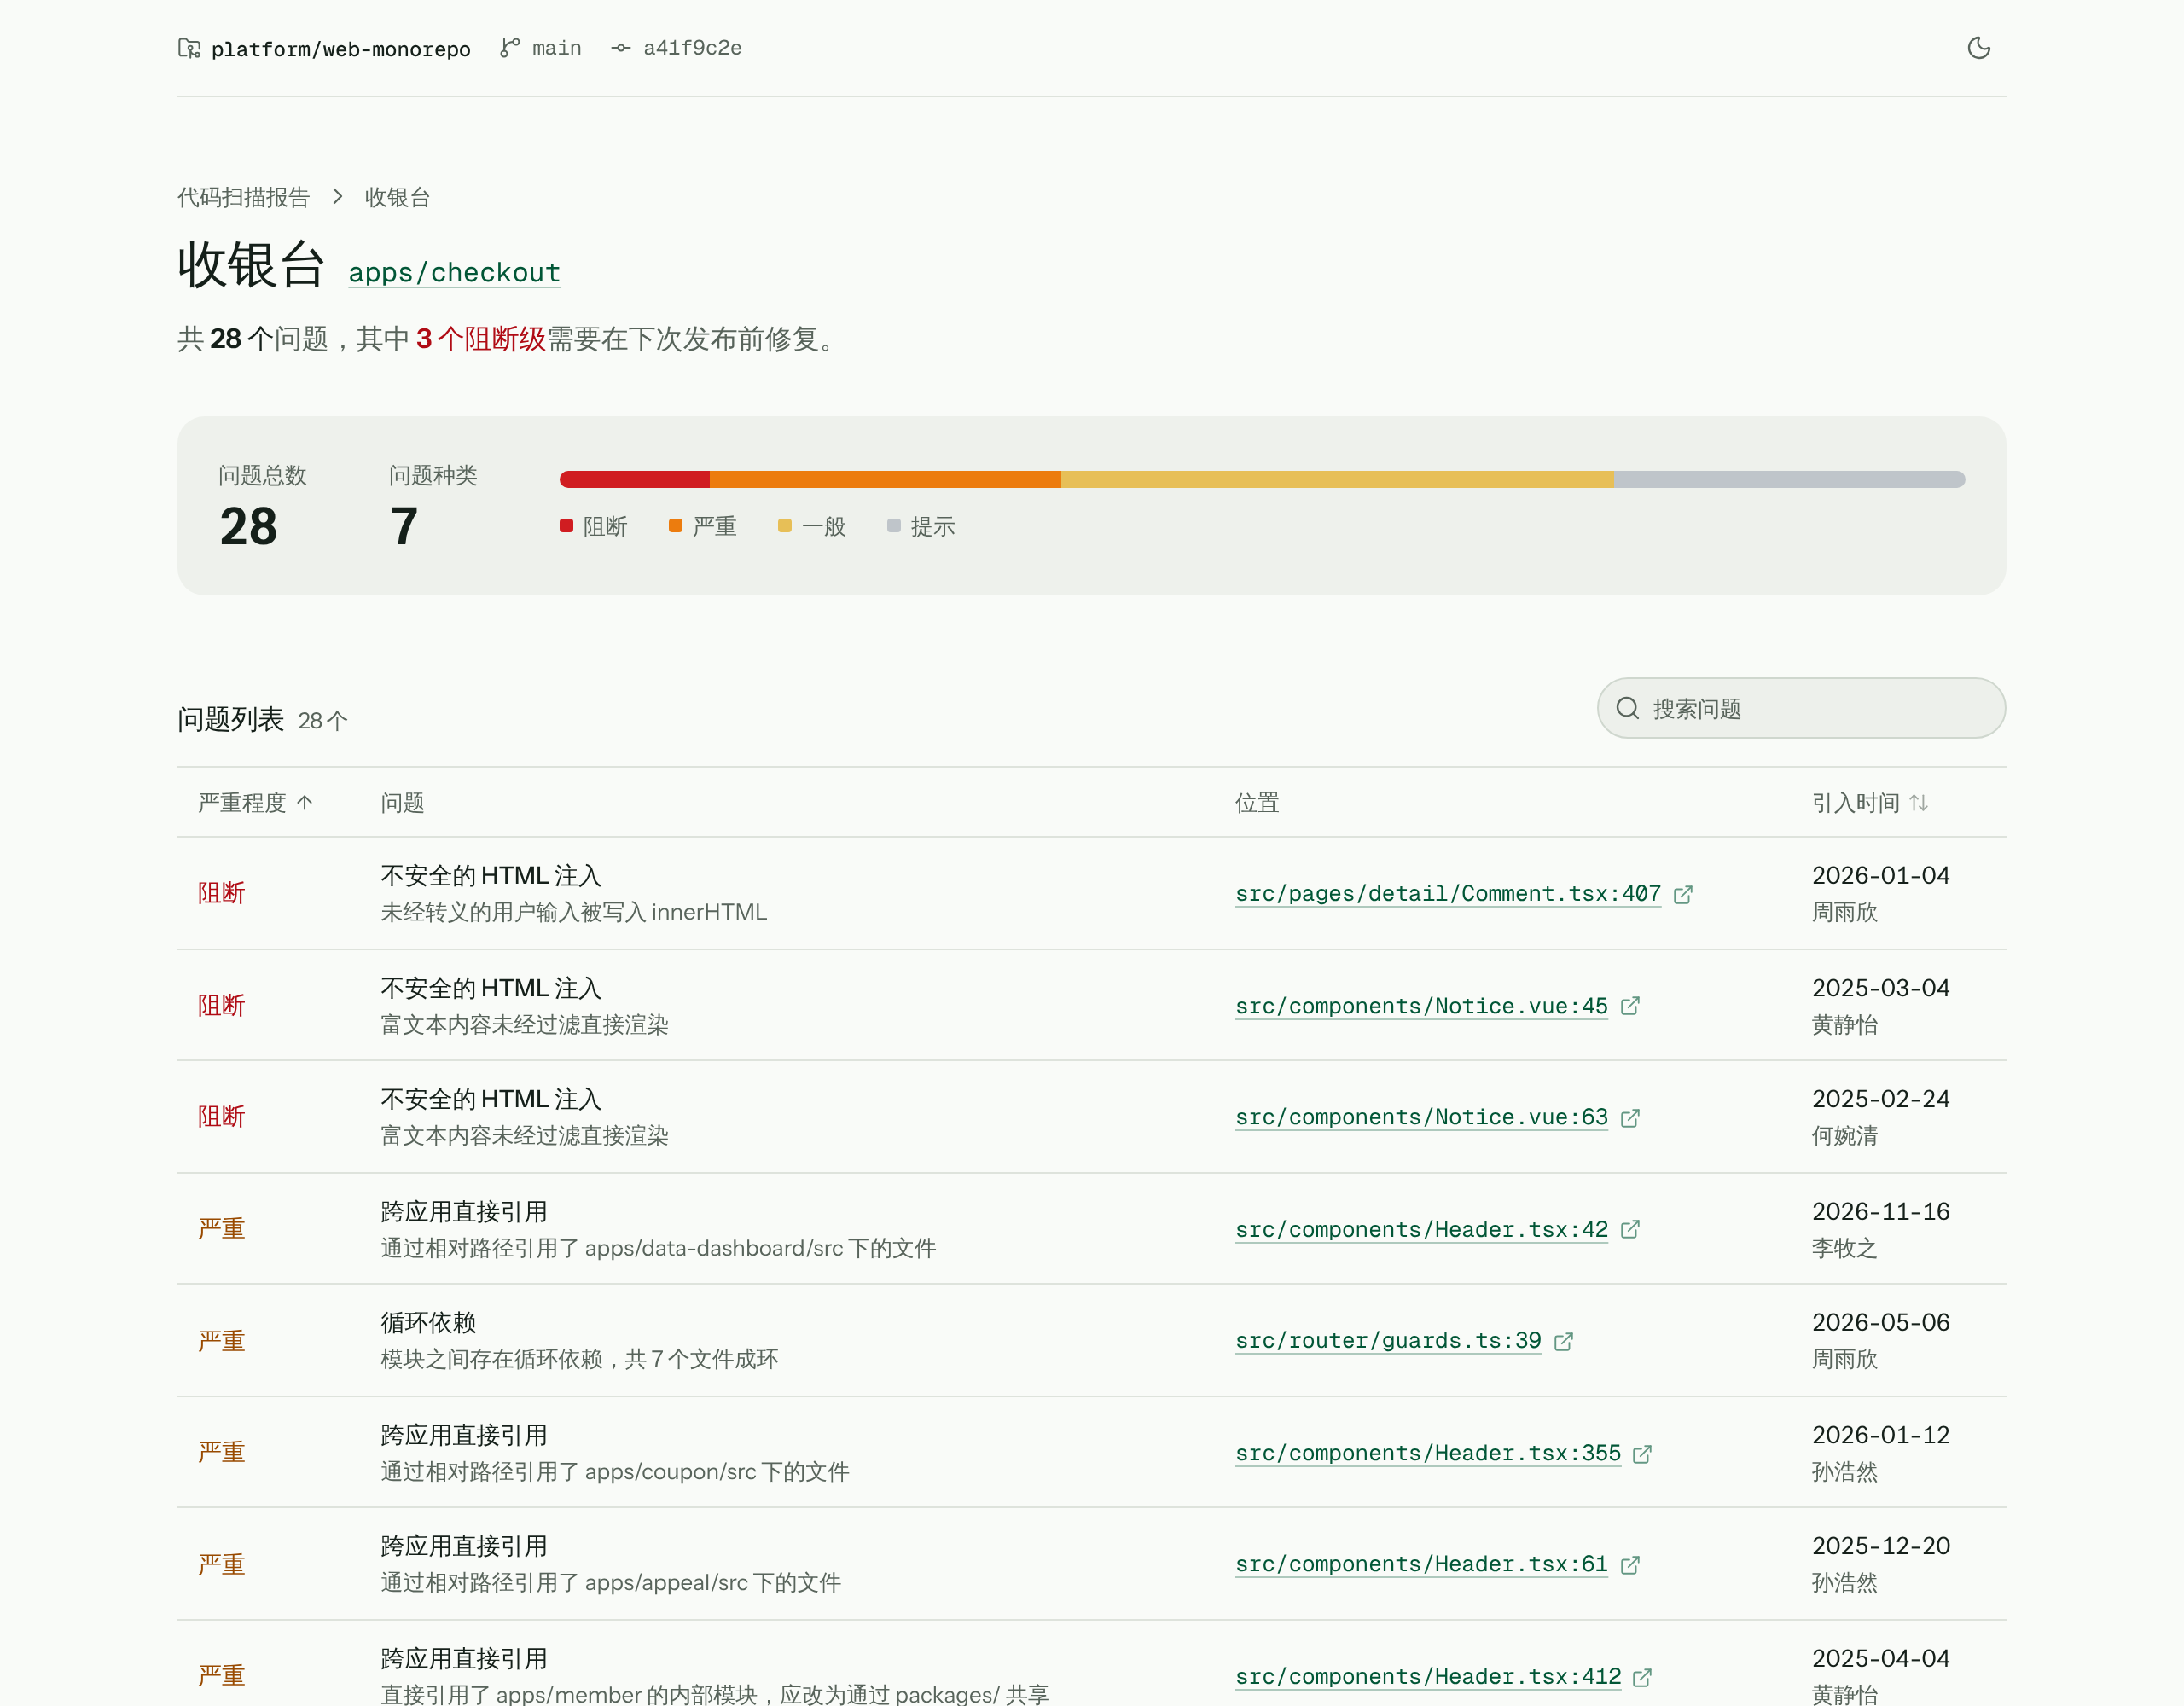 platform/web-monorepo main a41f9c2e
代码扫描报告 收银台
收银台 apps/checkout
共 28 个问题，其中 3 个阻断级需要在下次发布前修复。
问题总数 问题种类
28 7
阻断 严重 一般 提示
问题列表 28 个
搜索问题
严重程度 问题 位置 引入时间
不安全的 HTML 注入
未经转义的用户输入被写入 innerHTML
阻断
src/pages/detail/Comment.tsx:407
2026-01-04
周雨欣
不安全的 HTML 注入
富文本内容未经过滤直接渲染
阻断
src/components/Notice.vue:45
2025-03-04
黄静怡
不安全的 HTML 注入
富文本内容未经过滤直接渲染
阻断
src/components/Notice.vue:63
2025-02-24
何婉清
跨应用直接引用
通过相对路径引用了 apps/data-dashboard/src 下的文件
严重
src/components/Header.tsx:42
2026-11-16
李牧之
循环依赖
模块之间存在循环依赖，共 7 个文件成环
严重
src/router/guards.ts:39
2026-05-06
周雨欣
跨应用直接引用
通过相对路径引用了 apps/coupon/src 下的文件
严重
src/components/Header.tsx:355
2026-01-12
孙浩然
跨应用直接引用
通过相对路径引用了 apps/appeal/src 下的文件
严重
src/components/Header.tsx:61
2025-12-20
孙浩然
跨应用直接引用
直接引用了 apps/member 的内部模块，应改为通过 packages/ 共享
严重
src/components/Header.tsx:412
2025-04-04
黄静怡